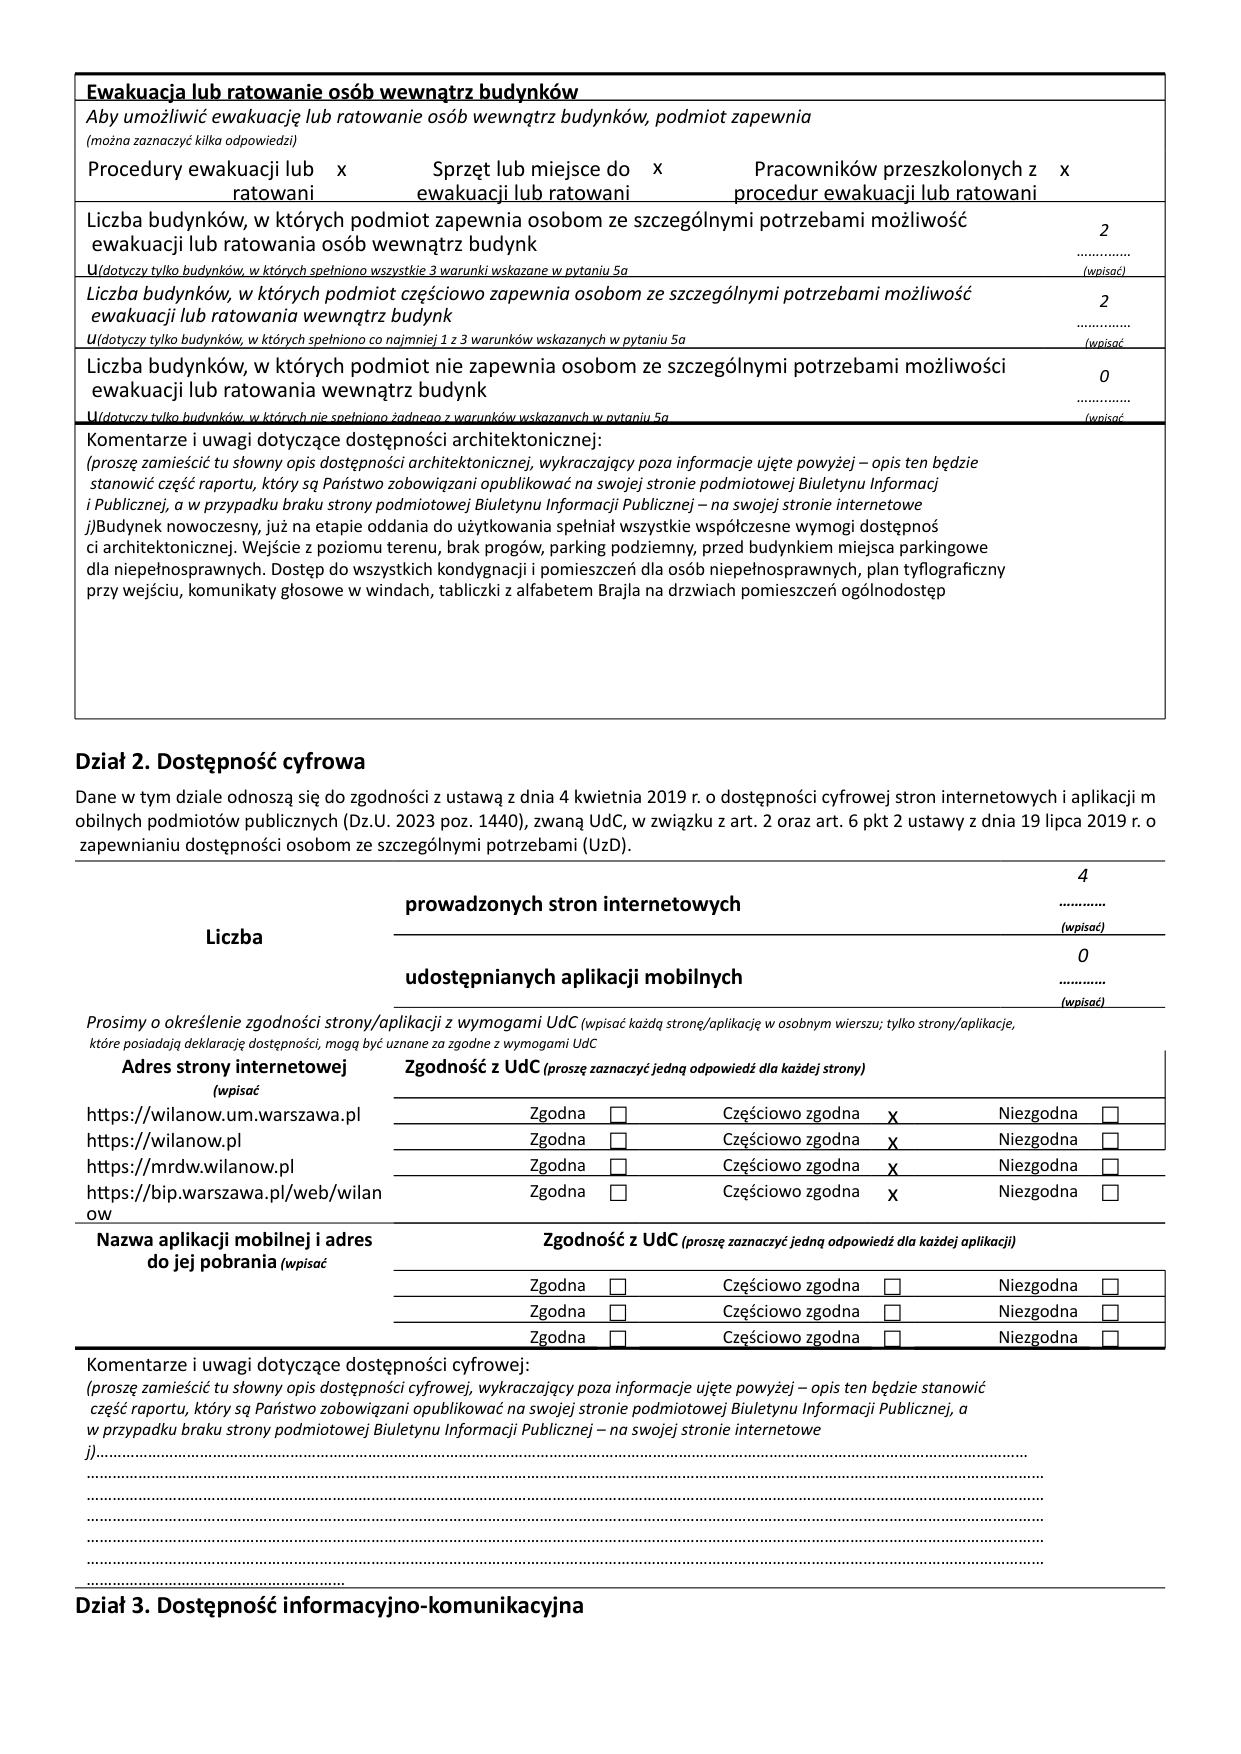 Ewakuacja lub ratowanie osób wewnątrz budynków
Aby umożliwić ewakuację lub ratowanie osób wewnątrz budynków, podmiot zapewnia
(można zaznaczyć kilka odpowiedzi)
Procedury ewakuacji lub x Sprzęt lub miejsce do x Pracowników przeszkolonych z x
ratowani ewakuacji lub ratowani procedur ewakuacji lub ratowani
Liczba budynków, w których podmiot zapewnia osobom ze szczególnymi potrzebami możliwość 2
ewakuacji lub ratowania osób wewnątrz budynk ……..……
u(dotyczy tylko budynków, w których spełniono wszystkie 3 warunki wskazane w pytaniu 5a (wpisać)
Liczba budynków, w których podmiot częściowo zapewnia osobom ze szczególnymi potrzebami możliwość 2
ewakuacji lub ratowania wewnątrz budynk ……..……
u(dotyczy tylko budynków, w których spełniono co najmniej 1 z 3 warunków wskazanych w pytaniu 5a (wpisać
Liczba budynków, w których podmiot nie zapewnia osobom ze szczególnymi potrzebami możliwości 0
ewakuacji lub ratowania wewnątrz budynk ……..……
u(dotyczy tylko budynków, w których nie spełniono żadnego z warunków wskazanych w pytaniu 5a (wpisać
Komentarze i uwagi dotyczące dostępności architektonicznej:
(proszę zamieścić tu słowny opis dostępności architektonicznej, wykraczający poza informacje ujęte powyżej – opis ten będzie
stanowić część raportu, który są Państwo zobowiązani opublikować na swojej stronie podmiotowej Biuletynu Informacj
i Publicznej, a w przypadku braku strony podmiotowej Biuletynu Informacji Publicznej – na swojej stronie internetowe
j)Budynek nowoczesny, już na etapie oddania do użytkowania spełniał wszystkie współczesne wymogi dostępnoś
ci architektonicznej. Wejście z poziomu terenu, brak progów, parking podziemny, przed budynkiem miejsca parkingowe
dla niepełnosprawnych. Dostęp do wszystkich kondygnacji i pomieszczeń dla osób niepełnosprawnych, plan tyflograficzny
przy wejściu, komunikaty głosowe w windach, tabliczki z alfabetem Brajla na drzwiach pomieszczeń ogólnodostęp
Dział 2. Dostępność cyfrowa
Dane w tym dziale odnoszą się do zgodności z ustawą z dnia 4 kwietnia 2019 r. o dostępności cyfrowej stron internetowych i aplikacji m
obilnych podmiotów publicznych (Dz.U. 2023 poz. 1440), zwaną UdC, w związku z art. 2 oraz art. 6 pkt 2 ustawy z dnia 19 lipca 2019 r. o
zapewnianiu dostępności osobom ze szczególnymi potrzebami (UzD).
Liczba
prowadzonych stron internetowych 4
…………
(wpisać)
udostępnianych aplikacji mobilnych 0
…………
(wpisać)
Prosimy o określenie zgodności strony/aplikacji z wymogami UdC (wpisać każdą stronę/aplikację w osobnym wierszu; tylko strony/aplikacje,
które posiadają deklarację dostępności, mogą być uznane za zgodne z wymogami UdC
Adres strony internetowej Zgodność z UdC (proszę zaznaczyć jedną odpowiedź dla każdej strony)
(wpisać
https://wilanow.um.warszawa.pl Zgodna ☐ Częściowo zgodna x Niezgodna ☐
https://wilanow.pl Zgodna ☐ Częściowo zgodna x Niezgodna ☐
https://mrdw.wilanow.pl Zgodna ☐ Częściowo zgodna x Niezgodna ☐
https://bip.warszawa.pl/web/wilan Zgodna ☐ Częściowo zgodna x Niezgodna ☐
ow
Nazwa aplikacji mobilnej i adres Zgodność z UdC (proszę zaznaczyć jedną odpowiedź dla każdej aplikacji)
do jej pobrania (wpisać
Zgodna ☐ Częściowo zgodna ☐ Niezgodna ☐
Zgodna ☐ Częściowo zgodna ☐ Niezgodna ☐
Zgodna ☐ Częściowo zgodna ☐ Niezgodna ☐
Komentarze i uwagi dotyczące dostępności cyfrowej:
(proszę zamieścić tu słowny opis dostępności cyfrowej, wykraczający poza informacje ujęte powyżej – opis ten będzie stanowić
część raportu, który są Państwo zobowiązani opublikować na swojej stronie podmiotowej Biuletynu Informacji Publicznej, a
w przypadku braku strony podmiotowej Biuletynu Informacji Publicznej – na swojej stronie internetowe
j)……………………………………………………………………………………………………
……………………………………………………………………………………………………
……………………………………………………………………………………………………
……………………………………………………………………………………………………
……………………………………………………………………………………………………
……………………………………………………………………………………………………
……………………………………………………
Dział 3. Dostępność informacyjno-komunikacyjna